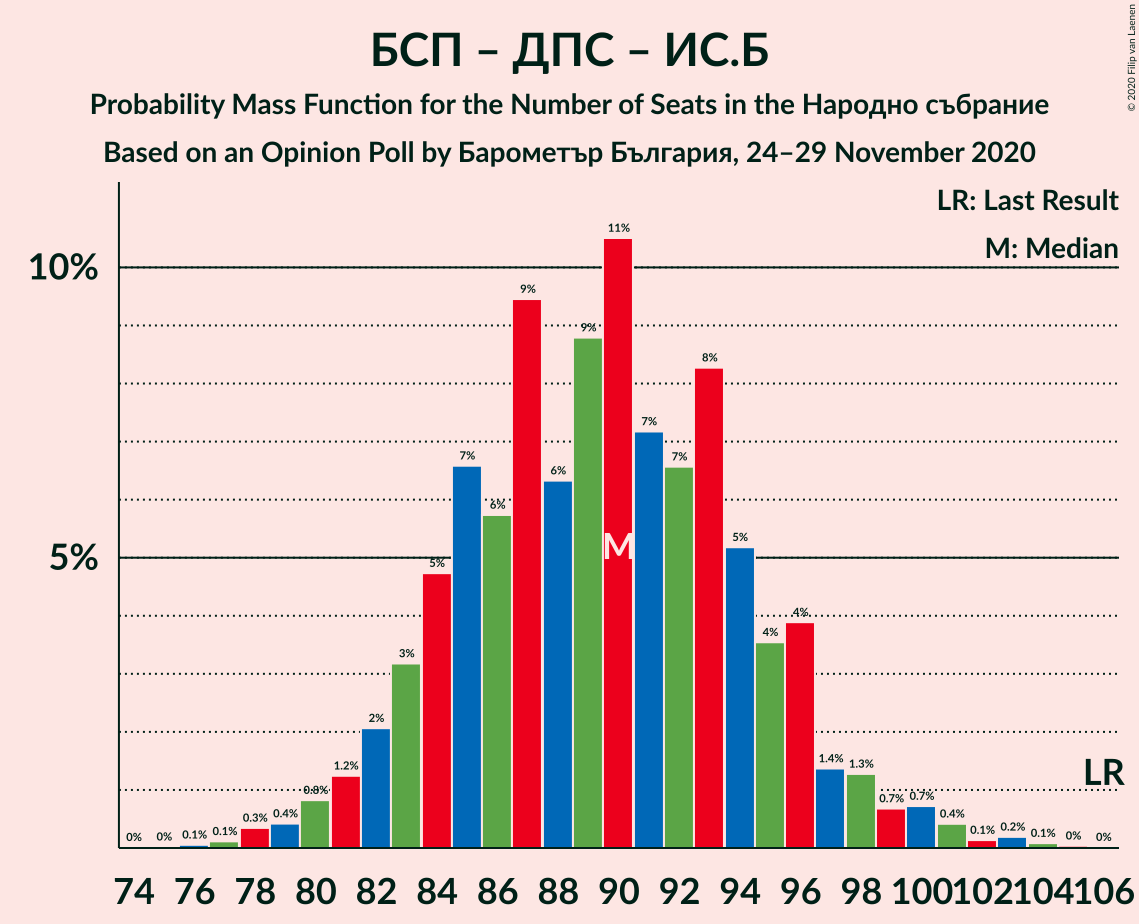 БСП – ДПС – ИС.Б
Probability Mass Function for the Number of Seats in the Народно събрание
Based on an Opinion Poll by Барометър България, 24–29 November 2020
© 2020 Filip van Laenen
LR: Last Result
M: Median
10%
5%
0% 0% 0.1% 0.1% 0.3% 0.4% 0.8% 1.2% 2% 3% 5% 7% 6% 9% 6% 9% 11% 7% 7% 8% 5% 4% 4% 1.4% 1.3% 0.7% 0.7% 0.4% 0.1% 0.2% 0.1% 0% 0%
M
LR
74 76 78 80 82 84 86 88 90 92 94 96 98 100 102 104 106